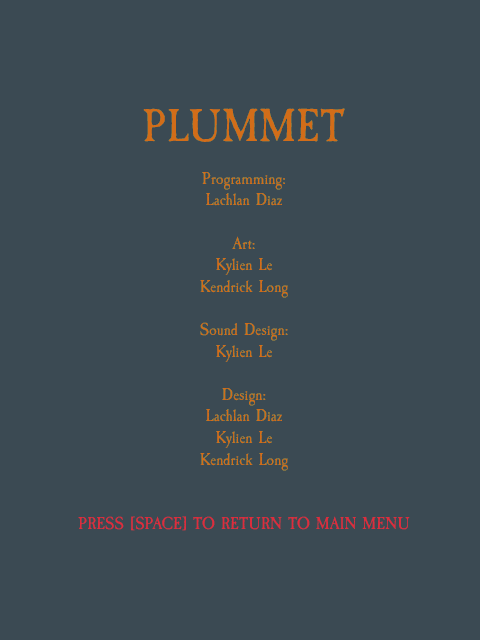 PLUMMET
Programming:
Lachlan Diaz
Art:
Kylien Le
Kendrick Long
Sound Design:
Kylien Le
Design:
Lachlan Diaz
Kylien Le
Kendrick Long
PRESS [SPACE] TO RETURN TO MAIN MENU